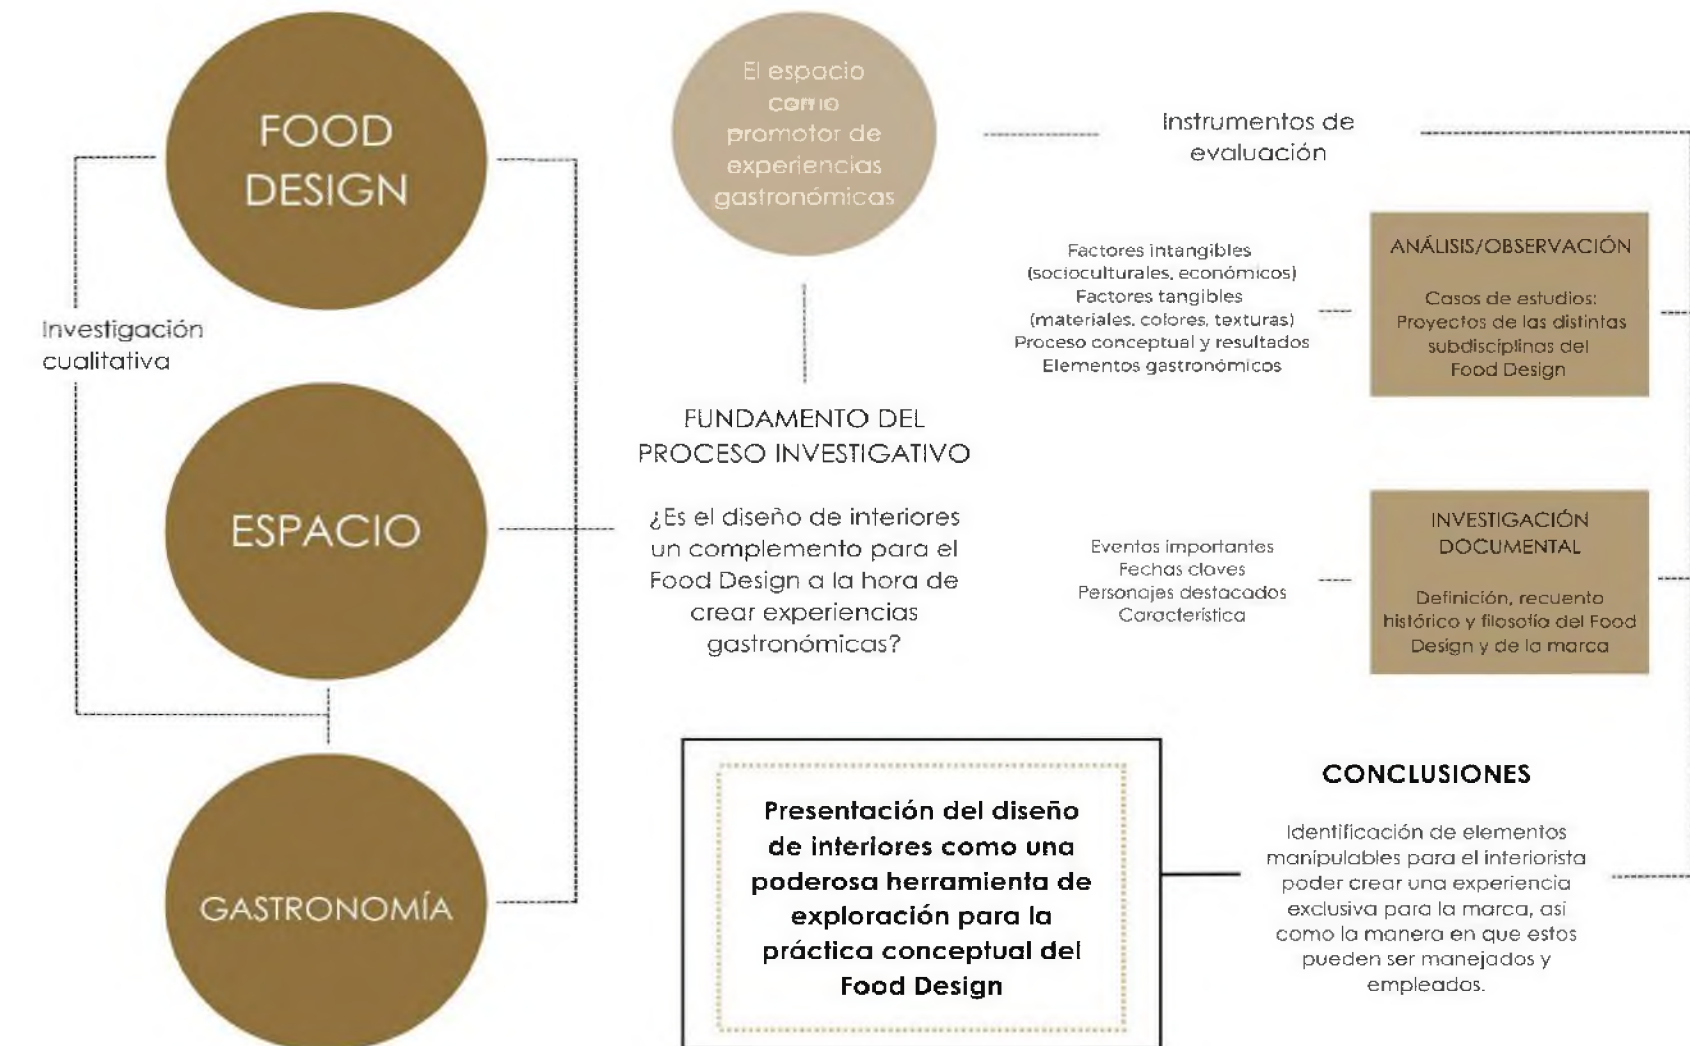 FOOD
DESIGN
Investigación
cualitativa
ESPACIO
GASTRONOMÍA
El espacio
como
promotor de
experiencias
gastronómicas
FUNDAMENTO DEL
PROCESO INVESTIGATIVO
¿Es el diseño de interiores
un complemento para el
Food Design a la hora de
crear experiencias
gastronómicas?
Instrumentos de
evaluación
Factores intangibles
(socioculturales, económicos)
Factores tangibles
(materiales, colores, texturas)
Proceso conceptual y resultados
Elementos gastronómicos
ANÁLISIS/OBSERVACIÓN
Casos de estudios:
Proyectos de las distintas
subdisciplinas del
Food Design
Eventos importantes
Fechas claves
Personajes destacados
Característica
INVESTIGACIÓN
DOCUMENTAL
Definición, recuento
histórico y filosofía del Food
Design y de la marca
CONCLUSIONES
Identificación de elementos
manipulables para el interiorista
poder crear una experiencia
exclusiva para la marca, así
como la manera en que estos
pueden ser manejados y
empleados.
Presentación del diseño
de interiores como una
poderosa herramienta de
exploración para la
práctica conceptual del
Food Design